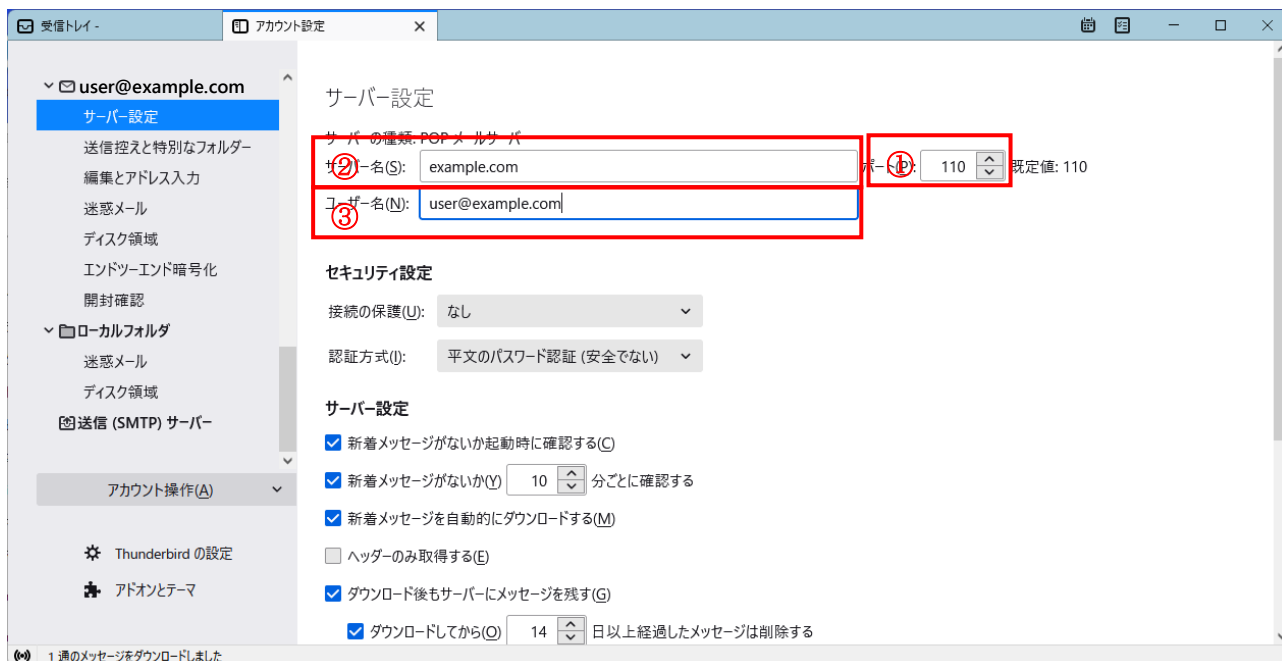 受信トレイ -
アカウント設定
user@example.com
サーバー設定
送信控えと特別なフォルダー
編集とアドレス入力
迷惑メール
ディスク領域
エンドツーエンド暗号化
開封確認
ローカルフォルダ
迷惑メール
ディスク領域
送信 (SMTP) サーバー
アカウント操作(A)
Thunderbird の設定
アドオンとテーマ
サーバー設定
サーバーの種類: POP メールサーバ
② サーバー名(S): example.com ポート(P): ① 110 既定値: 110
③ ユーザー名(N): user@example.com
セキュリティ設定
接続の保護(U): なし
認証方式(I): 平文のパスワード認証 (安全でない)
サーバー設定
新着メッセージがないか起動時に確認する(C)
新着メッセージがないか(Y) 10 分ごとに確認する
新着メッセージを自動的にダウンロードする(M)
ヘッダーのみ取得する(E)
ダウンロード後もサーバーにメッセージを残す(G)
ダウンロードしてから(O) 14 日以上経過したメッセージは削除する
1 通のメッセージをダウンロードしました